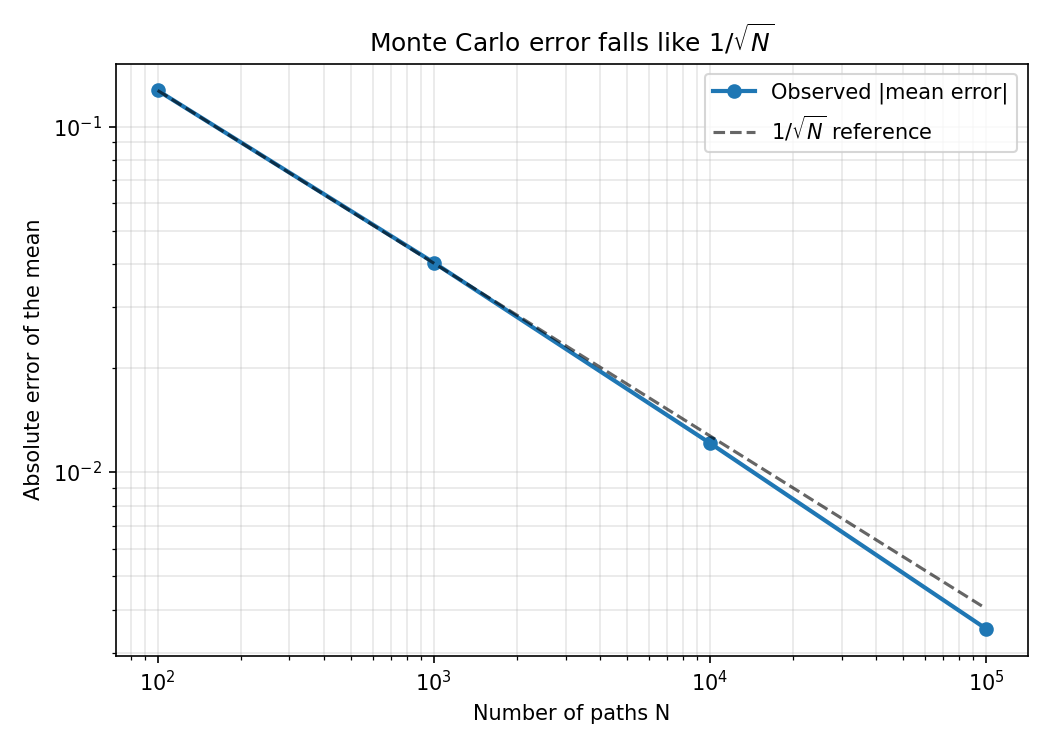 Monte Carlo error falls like 1/√N
Observed |mean error|
1/√N reference
Absolute error of the mean
10⁻¹
10⁻²
10²
10³
10⁴
10⁵
Number of paths N